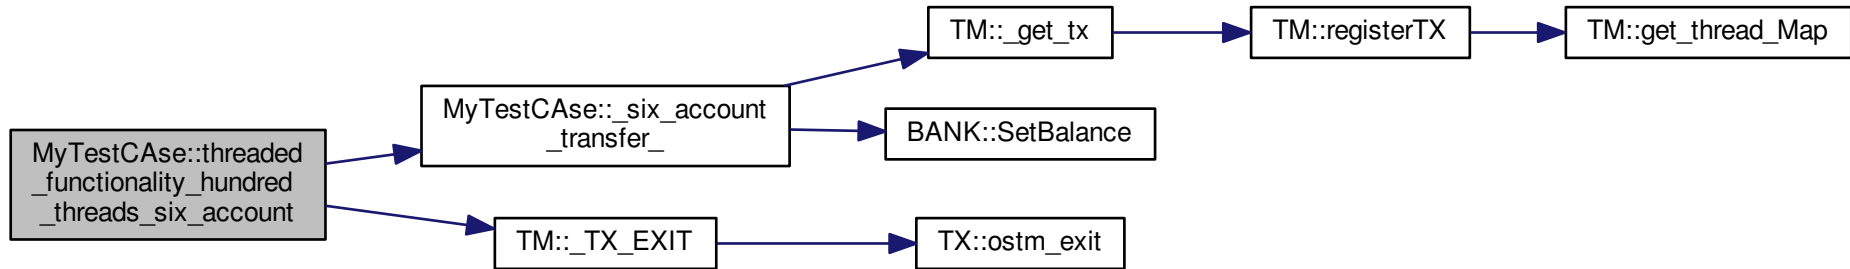 MyTestCAse::threaded
_functionality_hundred
_threads_six_account
MyTestCAse::_six_account
_transfer_
TM::_get_tx
TM::registerTX
TM::get_thread_Map
BANK::SetBalance
TM::_TX_EXIT
TX::ostm_exit